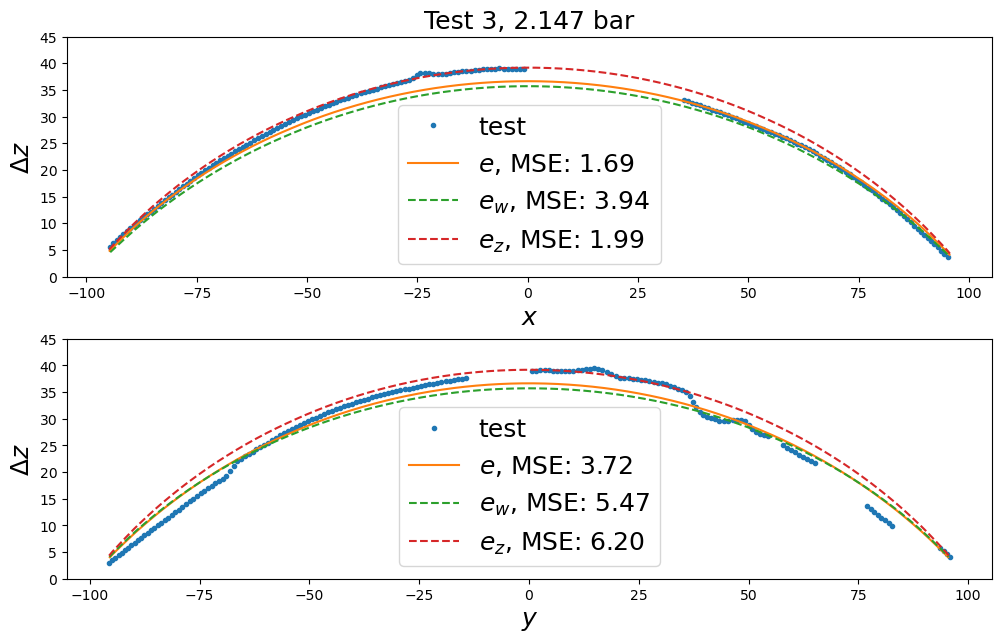 Test 3, 2.147 bar
45
40
35
30
25
20
15
10
5
0
Δz
test
e, MSE: 1.69
e_w, MSE: 3.94
e_z, MSE: 1.99
−100 −75 −50 −25 0 25 50 75 100
x
45
40
35
30
25
20
15
10
5
0
Δz
test
e, MSE: 3.72
e_w, MSE: 5.47
e_z, MSE: 6.20
−100 −75 −50 −25 0 25 50 75 100
y